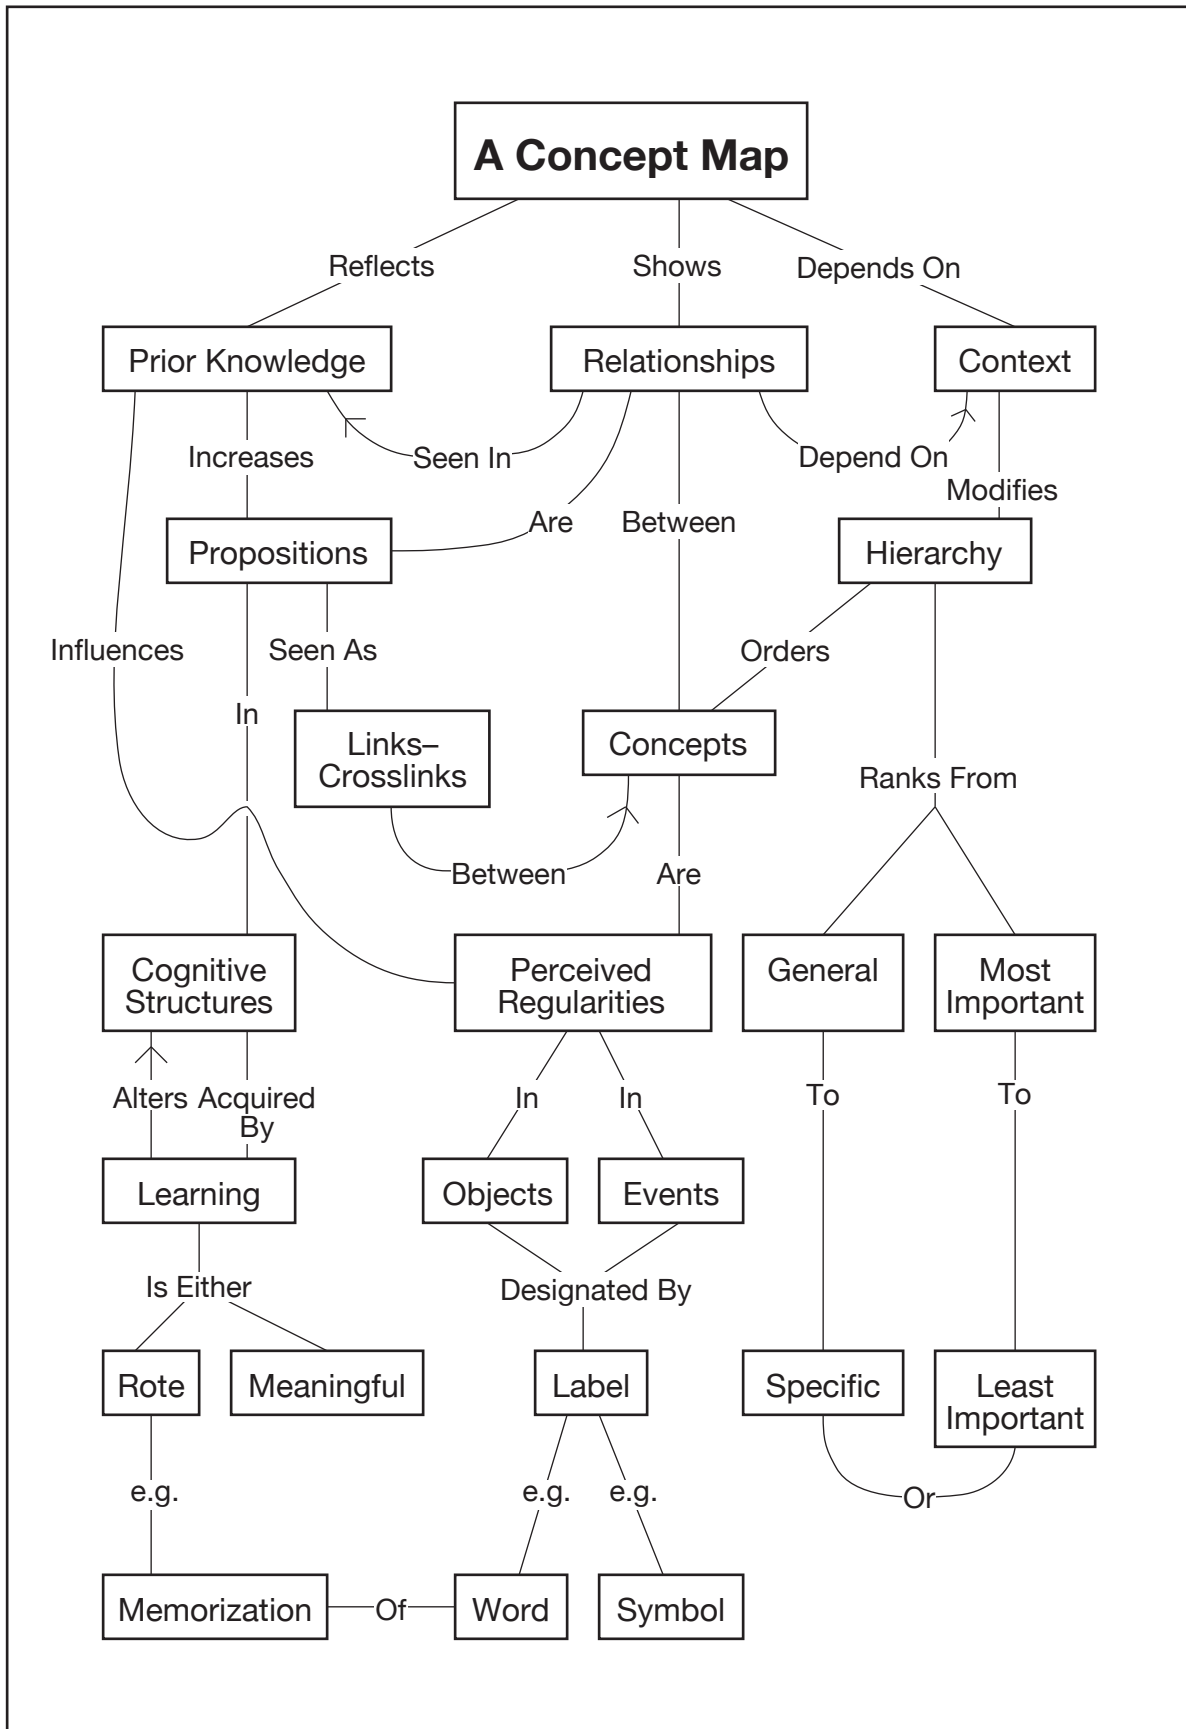 A Concept Map
Reflects
Shows
Depends On
Prior Knowledge
Relationships
Context
Increases
Seen In
Depend On
Modifies
Are
Between
Propositions
Hierarchy
Influences
Seen As
Orders
In
Links–
Crosslinks
Concepts
Ranks From
Between
Are
Cognitive
Structures
Perceived
Regularities
General
Most
Important
Alters
Acquired
By
In
In
To
To
Learning
Objects
Events
Is Either
Designated By
Rote
Meaningful
Label
Specific
Least
Important
e.g.
e.g.
e.g.
Or
Memorization
Of
Word
Symbol